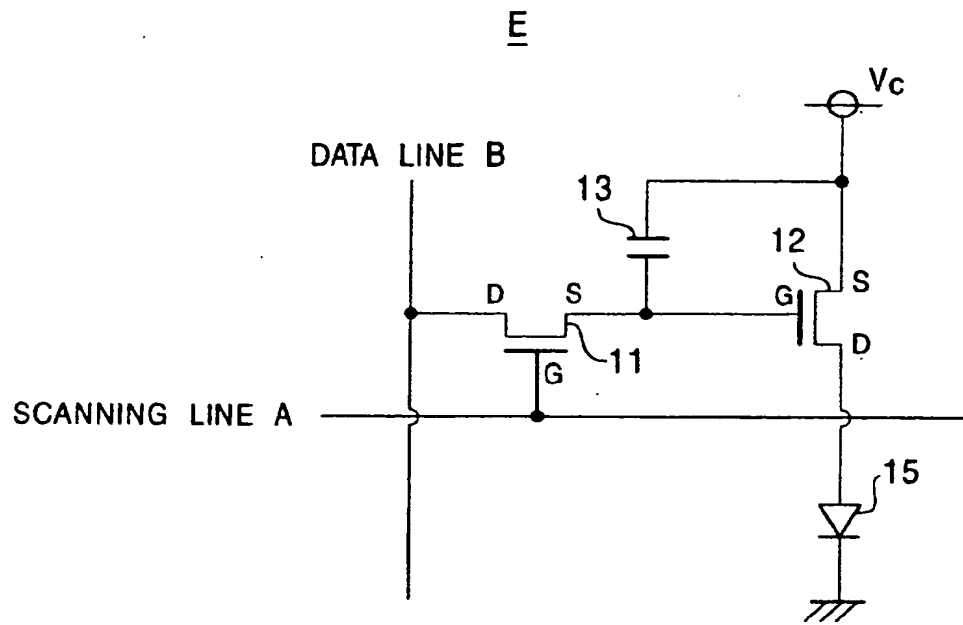 E
Vc
DATA LINE B
13
12
D S
G S
11
G
D
SCANNING LINE A
15